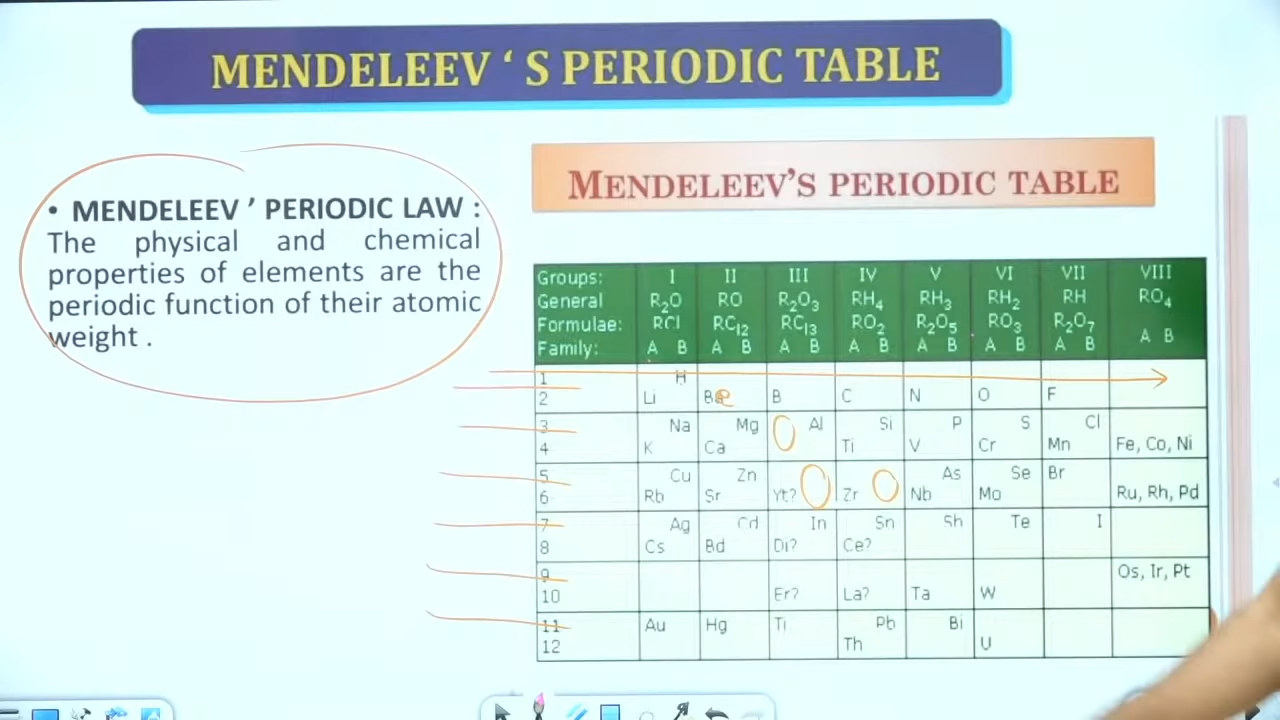 MENDELEEV ‘ S PERIODIC TABLE
• MENDELEEV ’ PERIODIC LAW :
The physical and chemical
properties of elements are the
periodic function of their atomic
weight .
MENDELEEV’S PERIODIC TABLE
Groups: I II III IV V VI VII VIII
General R₂O RO R₂O₃ RH₄ RH₃ RH₂ RH RO₄
Formulae: RCl RC₁₂ RC₁₃ RO₂ R₂O₅ RO₃ R₂O₇
Family: A B A B A B A B A B A B A B A B
1 H
2 Li Be B C N O F
3 Na Mg Al Si P S Cl
4 K Ca Ti V Cr Mn Fe, Co, Ni
5 Cu Zn As Se Br
6 Rb Sr Yt? Zr Nb Mo Ru, Rh, Pd
7 Ag Cd In Sn Sh Te I
8 Cs Bd Di? Ce?
9 Os, Ir, Pt
10 Er? La? Ta W
11 Au Hg Ti Pb Bi
12 Th U